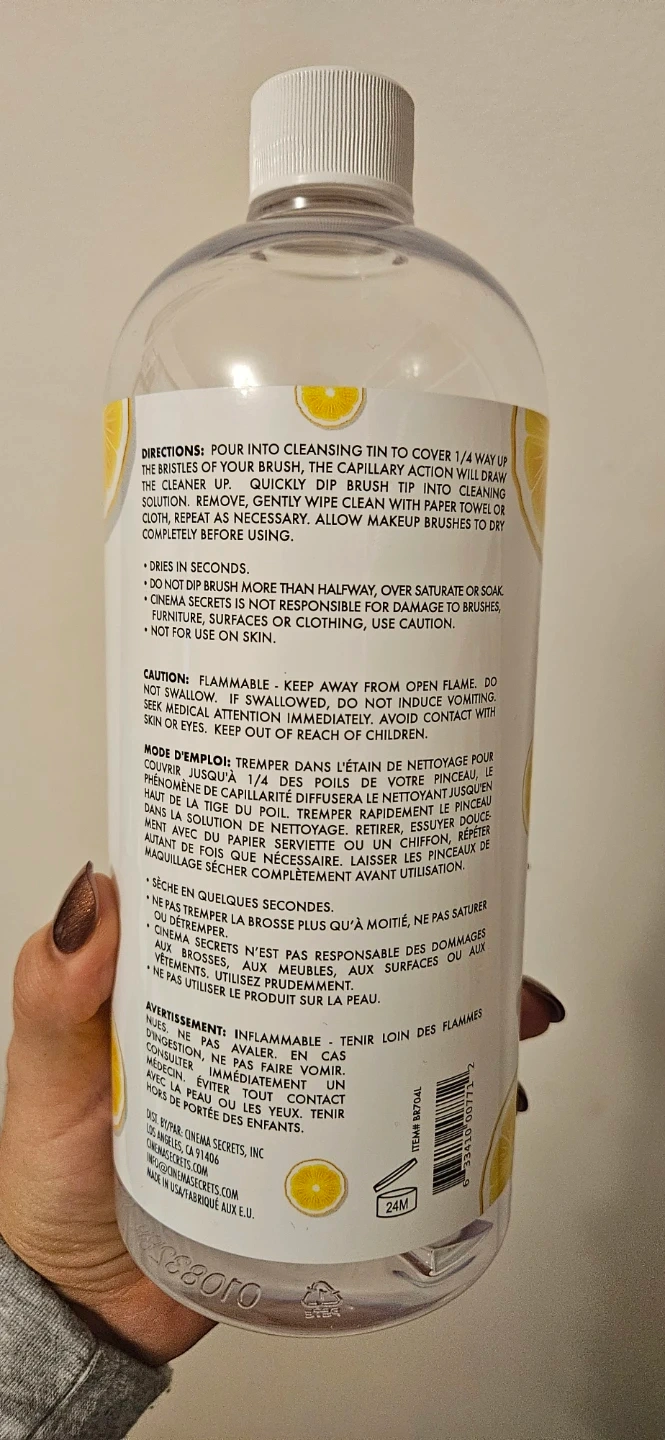 DIRECTIONS: POUR INTO CLEANSING TIN TO COVER 1/4 WAY UP
THE BRISTLES OF YOUR BRUSH, THE CAPILLARY ACTION WILL DRAW
THE CLEANER UP. QUICKLY DIP BRUSH TIP INTO CLEANING
SOLUTION. REMOVE, GENTLY WIPE CLEAN WITH PAPER TOWEL OR
CLOTH, REPEAT AS NECESSARY. ALLOW MAKEUP BRUSHES TO DRY
COMPLETELY BEFORE USING.
• DRIES IN SECONDS.
• DO NOT DIP BRUSH MORE THAN HALFWAY, OVER SATURATE OR SOAK.
• CINEMA SECRETS IS NOT RESPONSIBLE FOR DAMAGE TO BRUSHES,
FURNITURE, SURFACES OR CLOTHING, USE CAUTION.
• NOT FOR USE ON SKIN.
CAUTION: FLAMMABLE - KEEP AWAY FROM OPEN FLAME. DO
NOT SWALLOW. IF SWALLOWED, DO NOT INDUCE VOMITING.
SEEK MEDICAL ATTENTION IMMEDIATELY. AVOID CONTACT WITH
SKIN OR EYES. KEEP OUT OF REACH OF CHILDREN.
MODE D'EMPLOI: TREMPER DANS L'ÉTAIN DE NETTOYAGE POUR
COUVRIR JUSQU'À 1/4 DES POILS DE VOTRE PINCEAU, LE
PHÉNOMÈNE DE CAPILLARITÉ DIFFUSERA LE NETTOYANT JUSQU'EN
HAUT DE LA TIGE DU POIL. TREMPER RAPIDEMENT LE PINCEAU
DANS LA SOLUTION DE NETTOYAGE. RETIRER, ESSUYER DOUCE-
MENT AVEC DU PAPIER SERVIETTE OU UN CHIFFON, RÉPÉTER
AUTANT DE FOIS QUE NÉCESSAIRE. LAISSER LES PINCEAUX DE
MAQUILLAGE SÉCHER COMPLÈTEMENT AVANT UTILISATION.
• SÈCHE EN QUELQUES SECONDES.
• NE PAS TREMPER LA BROSSE PLUS QU'À MOITIÉ, NE PAS SATURER
OU DÉTREMPER.
• CINEMA SECRETS N'EST PAS RESPONSABLE DES DOMMAGES
AUX BROSSES, AUX MEUBLES, AUX SURFACES OU AUX
VÊTEMENTS. UTILISEZ PRUDEMMENT.
• NE PAS UTILISER LE PRODUIT SUR LA PEAU.
AVERTISSEMENT: INFLAMMABLE - TENIR LOIN DES FLAMMES
NUES, NE PAS AVALER. EN CAS
D'INGESTION, NE PAS FAIRE VOMIR.
CONSULTER IMMÉDIATEMENT UN
MÉDECIN. ÉVITER TOUT CONTACT
AVEC LA PEAU OU LES YEUX. TENIR
HORS DE PORTÉE DES ENFANTS.
DIST. BY/PAR: CINEMA SECRETS, INC
LOS ANGELES, CA 91406
CINEMASECRETS.COM
INFO@CINEMASECRETS.COM
MADE IN USA/FABRIQUÉ AUX E.U.
24M
ITEM# BR704L
6 33410 00771 2